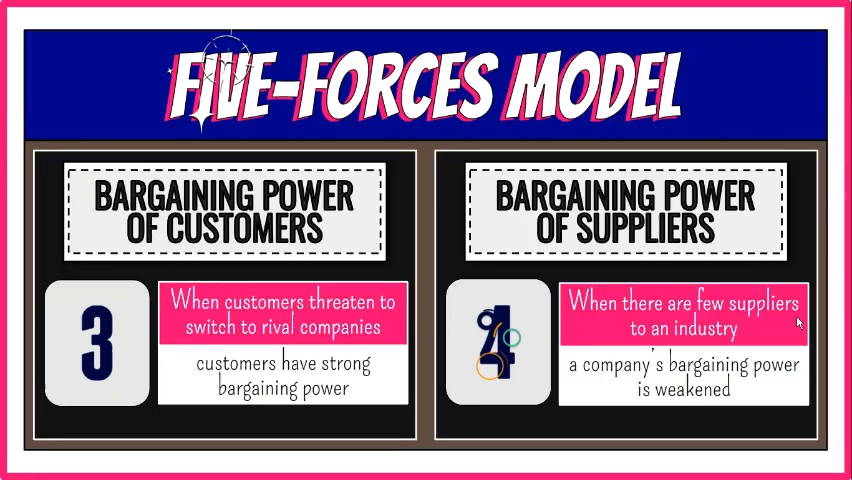 FIVE-FORCES MODEL
BARGAINING POWER
OF CUSTOMERS
3
When customers threaten to
switch to rival companies
customers have strong
bargaining power
BARGAINING POWER
OF SUPPLIERS
4
When there are few suppliers
to an industry
a company's bargaining power
is weakened